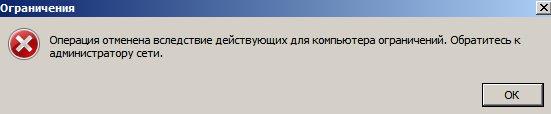 Ограничения
Операция отменена вследствие действующих для компьютера ограничений. Обратитесь к
администратору сети.
OK